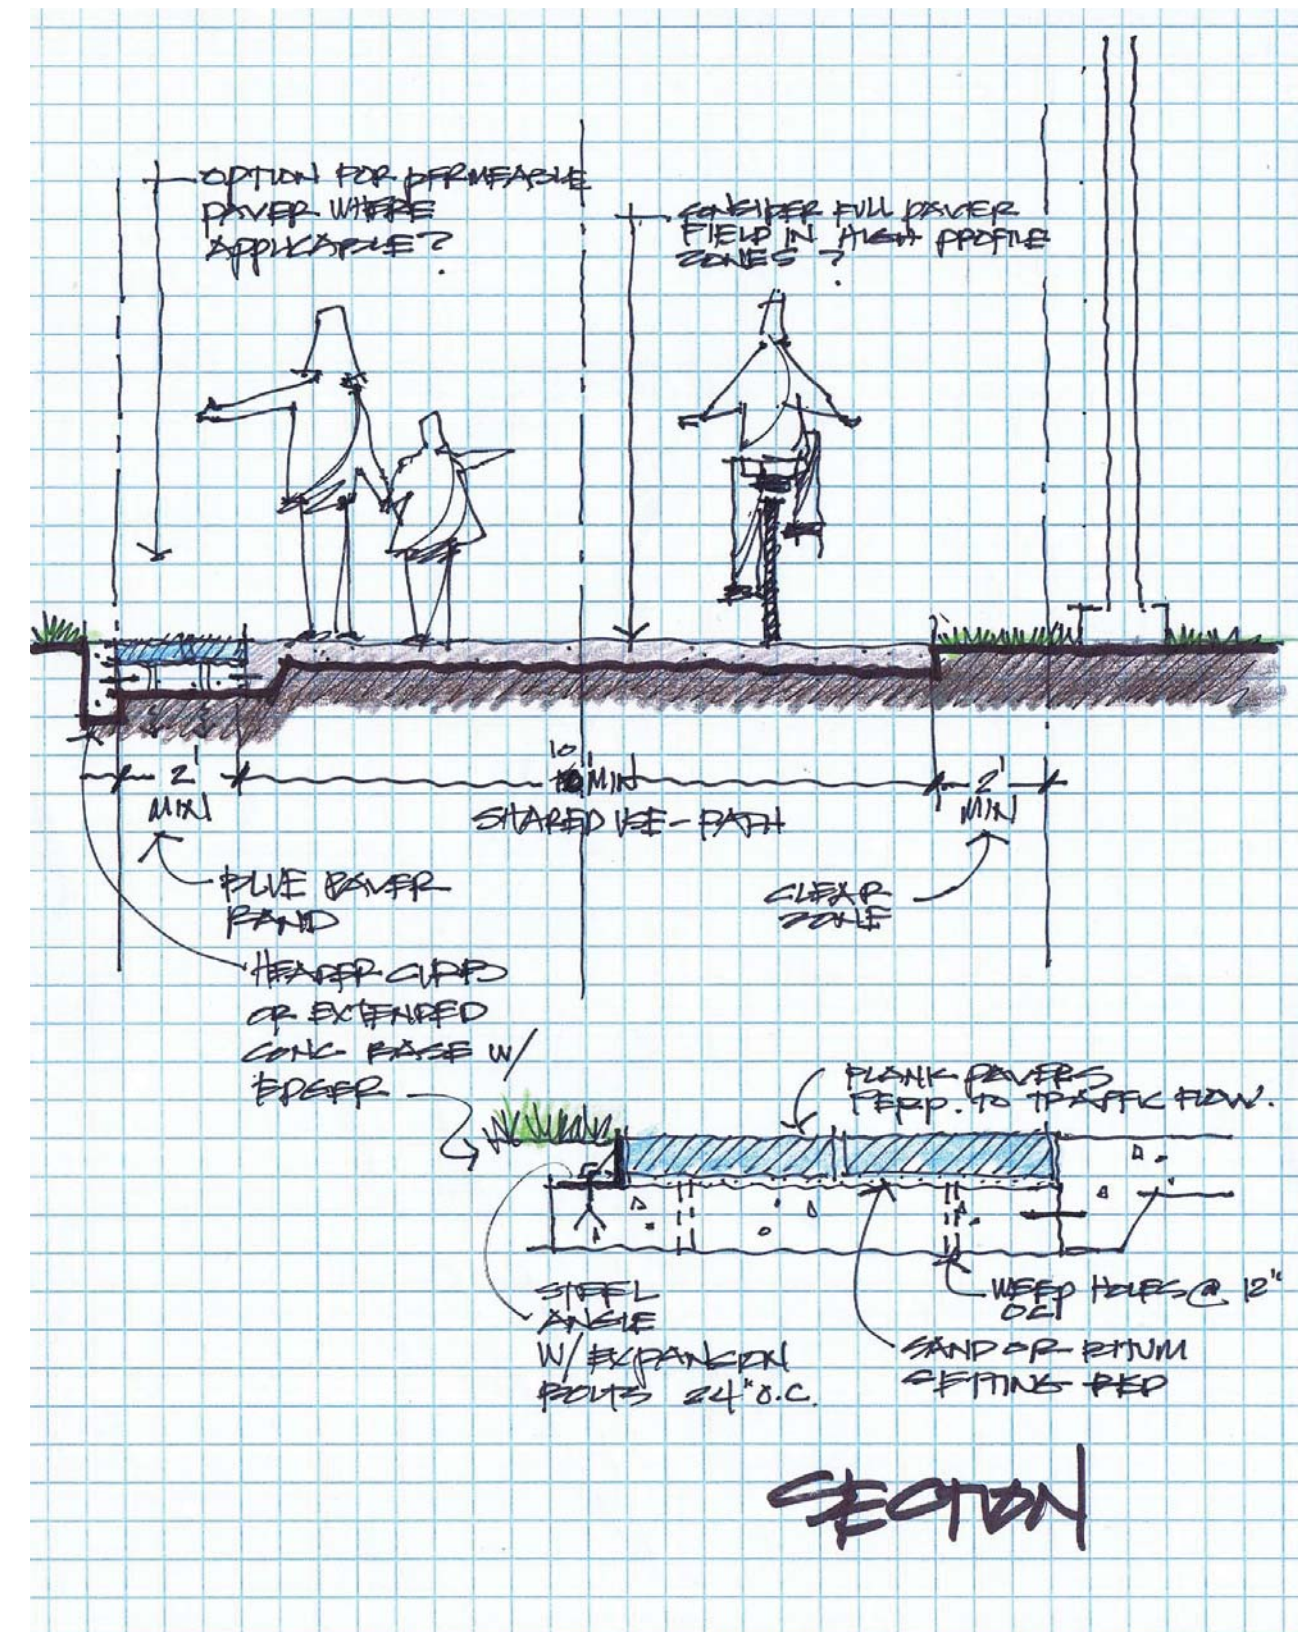 OPTION FOR PERMEABLE
PAVER WHERE
APPLICABLE?
CONSIDER FULL PAVER
FIELD IN HIGH PROFILE
ZONES?
2'
MIN
10'
MIN
SHARED USE-PATH
2'
MIN
BLUE PAVER
BAND
CLEAR
ZONE
HEADER CURB
OR EXTENDED
CONC BASE W/
EDGER
PLANK PAVERS
PERP. TO TRAFFIC FLOW.
STEEL
ANGLE
W/ EXPANSION
BOLTS 24" O.C.
WEEP HOLES @ 12"
OC
SAND OR BITUM
SETTING BED
SECTION